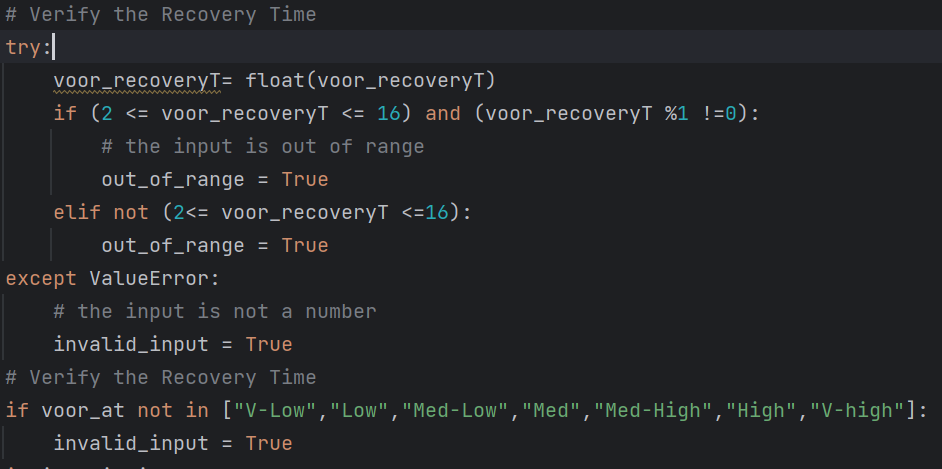 # Verify the Recovery Time
try:
    voor_recoveryT= float(voor_recoveryT)
    if (2 <= voor_recoveryT <= 16) and (voor_recoveryT %1 !=0):
        # the input is out of range
        out_of_range = True
    elif not (2<= voor_recoveryT <=16):
        out_of_range = True
except ValueError:
    # the input is not a number
    invalid_input = True
# Verify the Recovery Time
if voor_at not in ["V-Low","Low","Med-Low","Med","Med-High","High","V-high"]:
    invalid_input = True